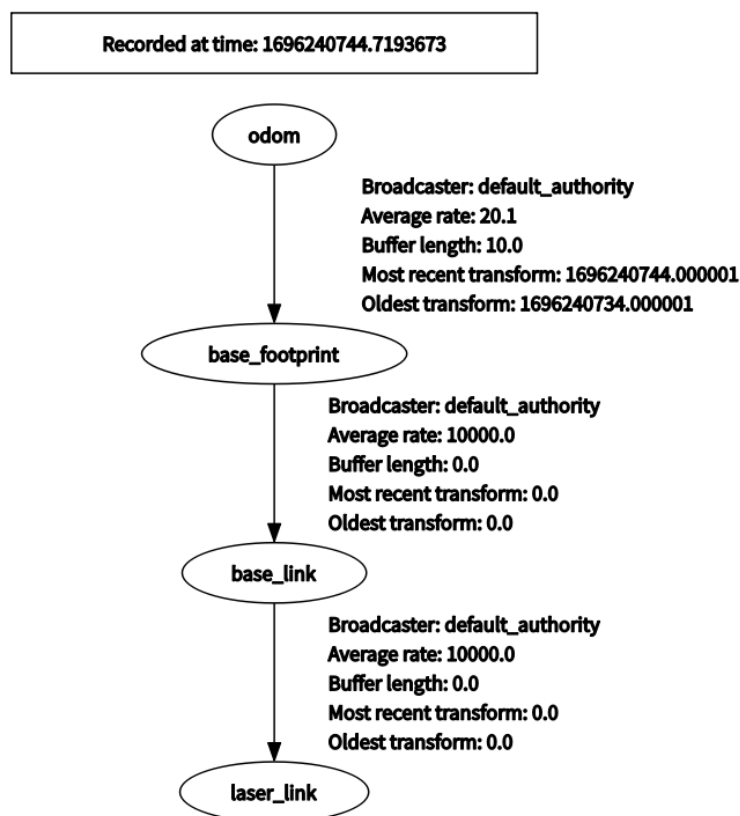 Recorded at time: 1696240744.7193673
odom
Broadcaster: default_authority
Average rate: 20.1
Buffer length: 10.0
Most recent transform: 1696240744.000001
Oldest transform: 1696240734.000001
base_footprint
Broadcaster: default_authority
Average rate: 10000.0
Buffer length: 0.0
Most recent transform: 0.0
Oldest transform: 0.0
base_link
Broadcaster: default_authority
Average rate: 10000.0
Buffer length: 0.0
Most recent transform: 0.0
Oldest transform: 0.0
laser_link